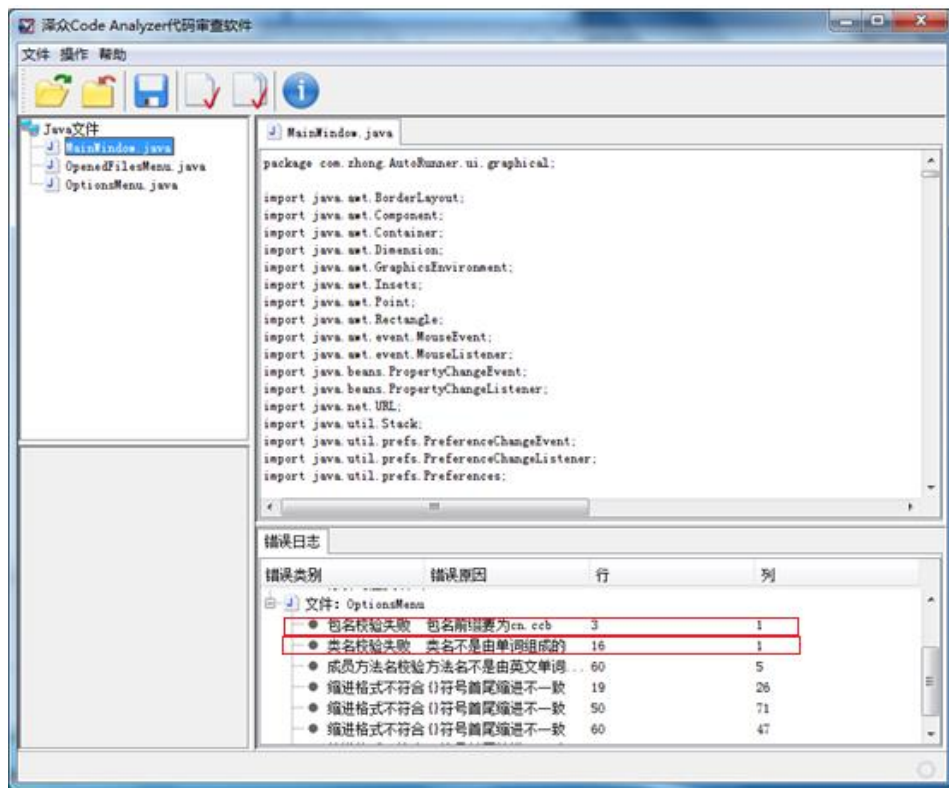 泽众Code Analyzer代码审查软件
文件 操作 帮助
Java文件
MainWindow.java
OpenedFilesMenu.java
OptionsMenu.java
MainWindow.java
package com.zhong.AutoRunner.ui.graphical;
import java.awt.BorderLayout;
import java.awt.Component;
import java.awt.Container;
import java.awt.Dimension;
import java.awt.GraphicsEnvironment;
import java.awt.Insets;
import java.awt.Point;
import java.awt.Rectangle;
import java.awt.event.MouseEvent;
import java.awt.event.MouseListener;
import java.beans.PropertyChangeEvent;
import java.beans.PropertyChangeListener;
import java.net.URL;
import java.util.Stack;
import java.util.prefs.PreferenceChangeEvent;
import java.util.prefs.PreferenceChangeListener;
import java.util.prefs.Preferences;
错误日志
错误类别 错误原因 行 列
文件: OptionsMenu
包名校验失败 包名前缀要为cn.ccb 3 1
类名校验失败 类名不是由单词组成的 16 1
成员方法名校验 方法名不是由英文单词... 60 5
缩进格式不符合 {}符号首尾缩进不一致 19 26
缩进格式不符合 {}符号首尾缩进不一致 50 71
缩进格式不符合 {}符号首尾缩进不一致 60 47